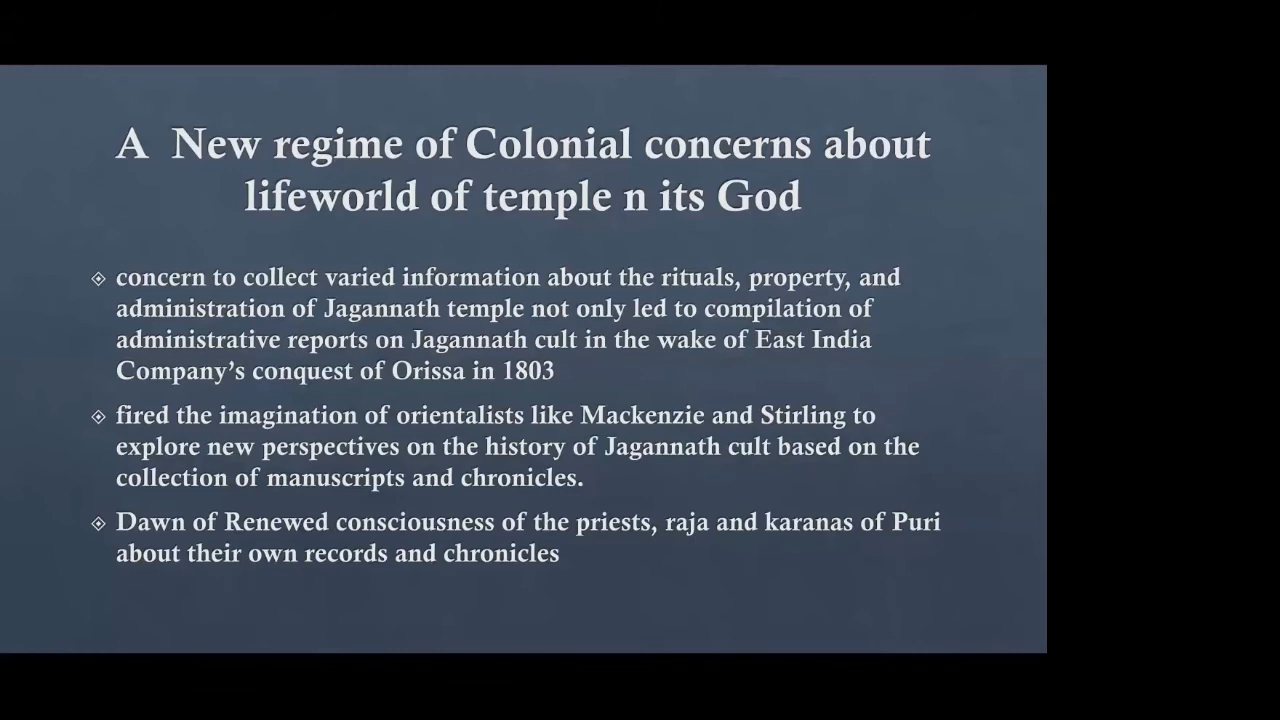 A New regime of Colonial concerns about
lifeworld of temple n its God
concern to collect varied information about the rituals, property, and
administration of Jagannath temple not only led to compilation of
administrative reports on Jagannath cult in the wake of East India
Company’s conquest of Orissa in 1803
fired the imagination of orientalists like Mackenzie and Stirling to
explore new perspectives on the history of Jagannath cult based on the
collection of manuscripts and chronicles.
Dawn of Renewed consciousness of the priests, raja and karanas of Puri
about their own records and chronicles